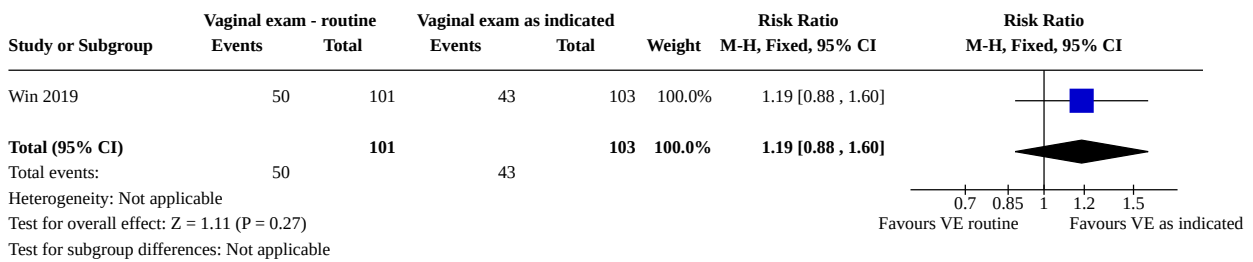 Vaginal exam - routine Vaginal exam as indicated Risk Ratio Risk Ratio
Study or Subgroup Events Total Events Total Weight M-H, Fixed, 95% CI M-H, Fixed, 95% CI
Win 2019 50 101 43 103 100.0% 1.19 [0.88 , 1.60]
Total (95% CI) 101 103 100.0% 1.19 [0.88 , 1.60]
Total events: 50 43
Heterogeneity: Not applicable
0.7 0.85 1 1.2 1.5
Test for overall effect: Z = 1.11 (P = 0.27) Favours VE routine Favours VE as indicated
Test for subgroup differences: Not applicable